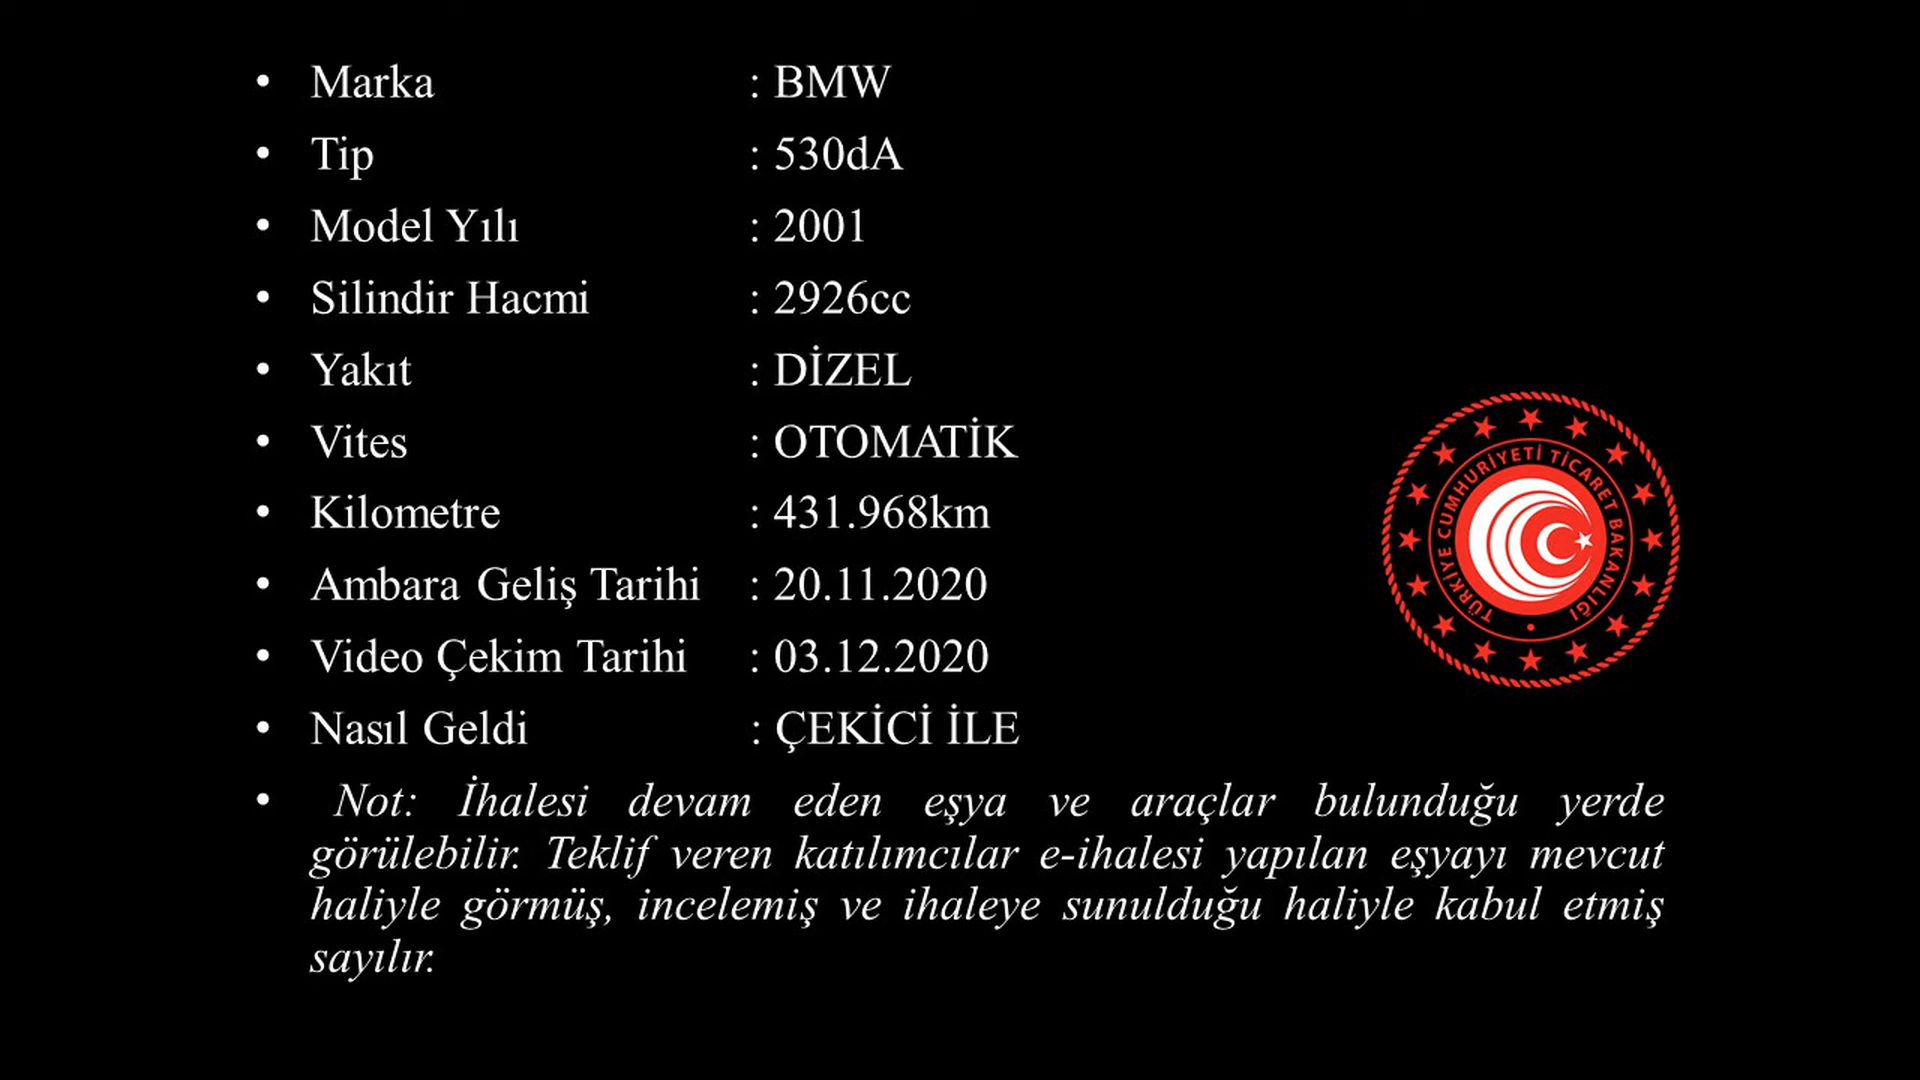 • Marka : BMW
• Tip : 530dA
• Model Yılı : 2001
• Silindir Hacmi : 2926cc
• Yakıt : DİZEL
• Vites : OTOMATİK
• Kilometre : 431.968km
• Ambara Geliş Tarihi : 20.11.2020
• Video Çekim Tarihi : 03.12.2020
• Nasıl Geldi : ÇEKİCİ İLE
• Not: İhalesi devam eden eşya ve araçlar bulunduğu yerde
görülebilir. Teklif veren katılımcılar e-ihalesi yapılan eşyayı mevcut
haliyle görmüş, incelemiş ve ihaleye sunulduğu haliyle kabul etmiş
sayılır.
TÜRKİYE CUMHURİYETİ TİCARET BAKANLIĞI